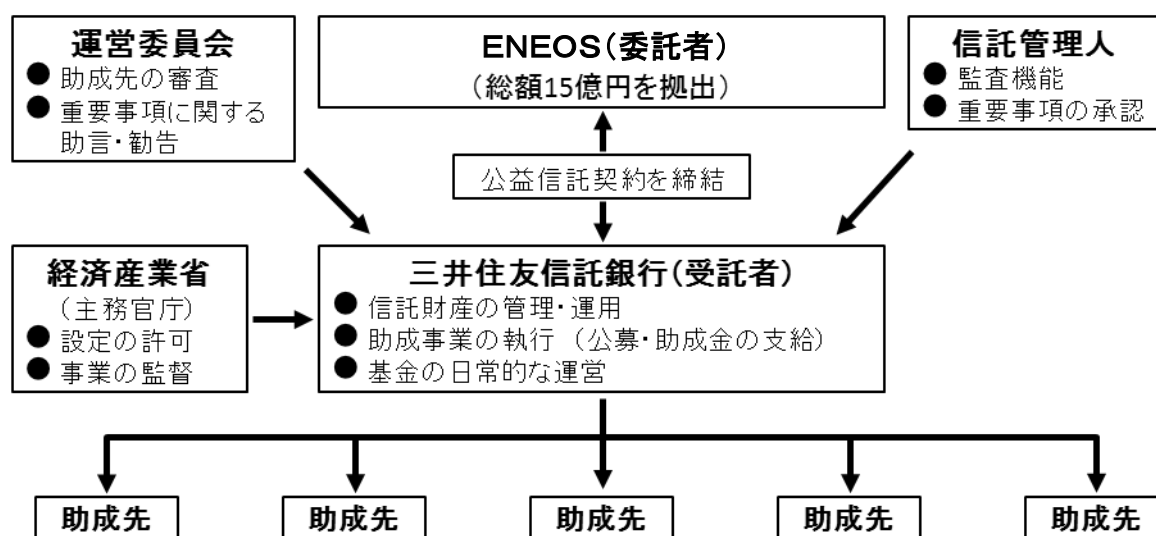 運営委員会
● 助成先の審査
● 重要事項に関する
助言・勧告
ENEOS(委託者)
(総額15億円を拠出)
信託管理人
● 監査機能
● 重要事項の承認
公益信託契約を締結
経済産業省
(主務官庁)
● 設定の許可
● 事業の監督
三井住友信託銀行(受託者)
● 信託財産の管理・運用
● 助成事業の執行 (公募・助成金の支給)
● 基金の日常的な運営
助成先
助成先
助成先
助成先
助成先